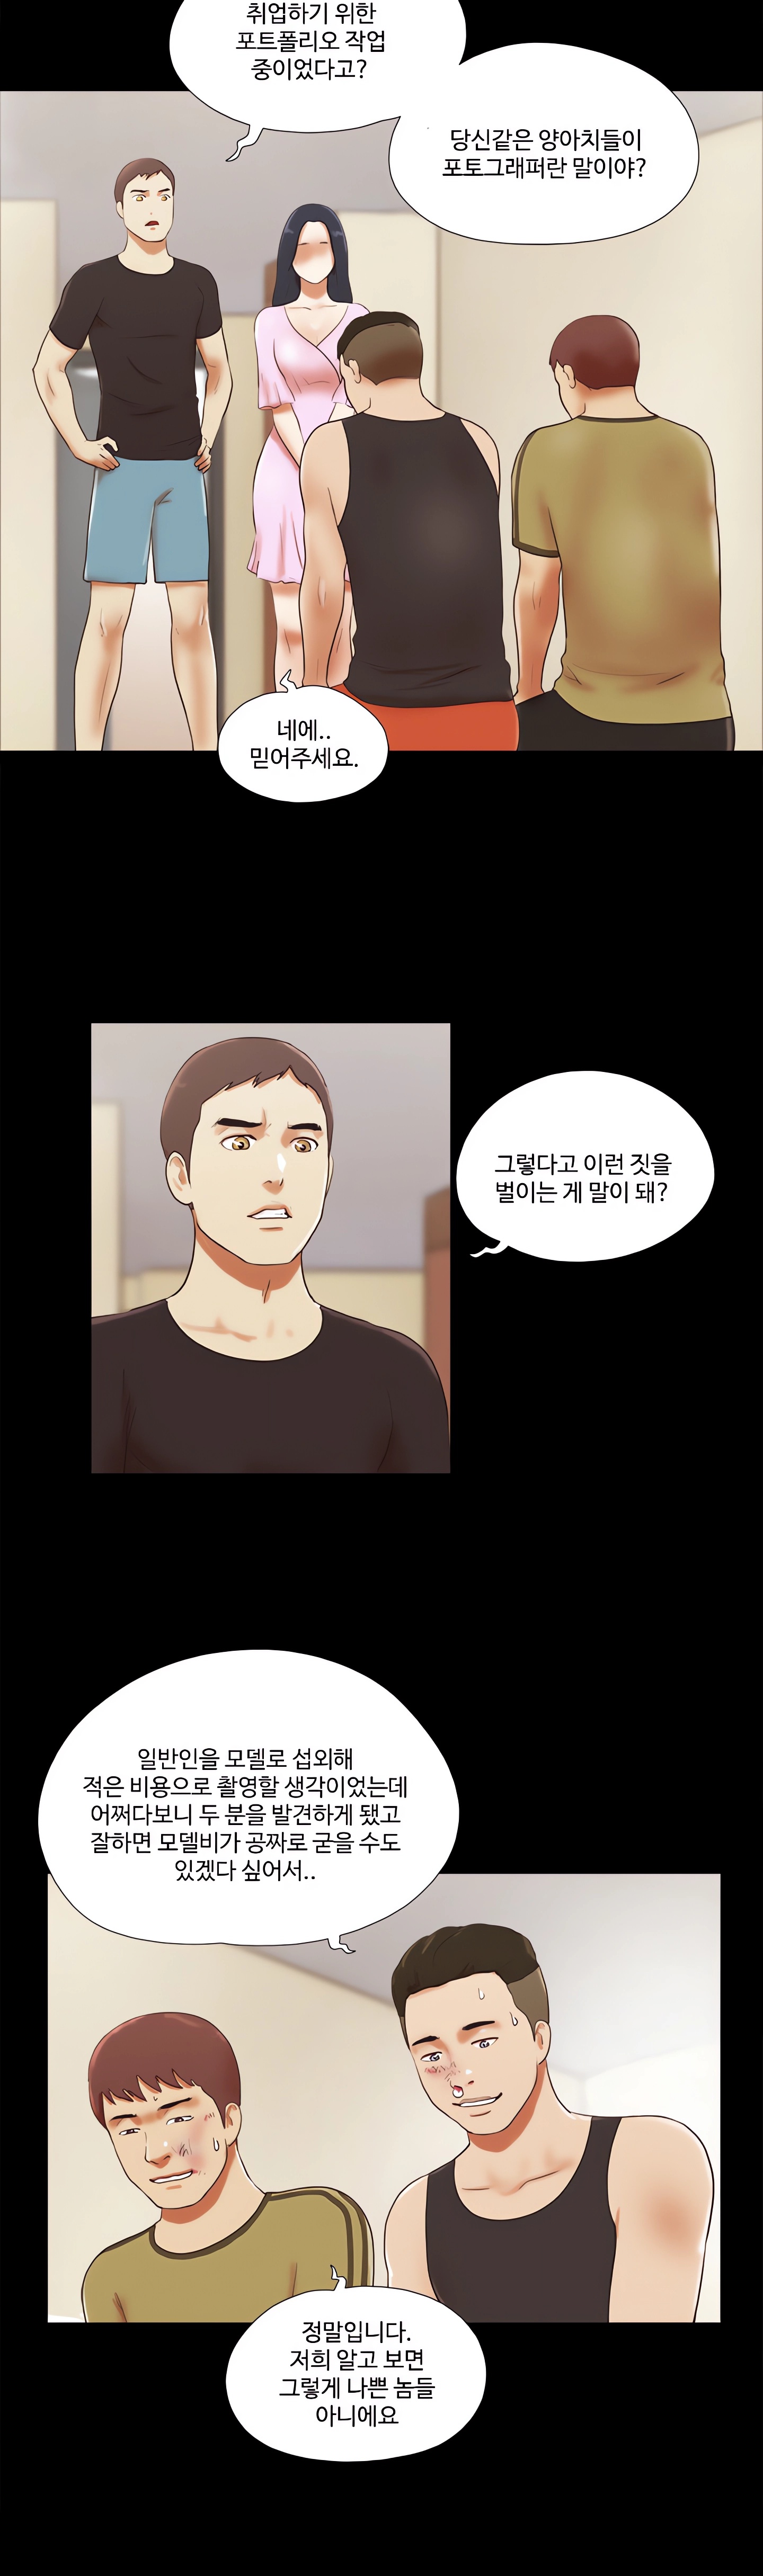 취업하기 위한
포트폴리오 작업
중이었다고?
당신같은 양아치들이
포토그래퍼란 말이야?
네에..
믿어주세요.
그렇다고 이런 짓을
벌이는 게 말이 돼?
일반인을 모델로 섭외해
적은 비용으로 촬영할 생각이었는데
어쩌다보니 두 분을 발견하게 됐고
잘하면 모델비가 공짜로 굳을 수도
있겠다 싶어서..
정말입니다.
저희 알고 보면
그렇게 나쁜 놈들
아니에요